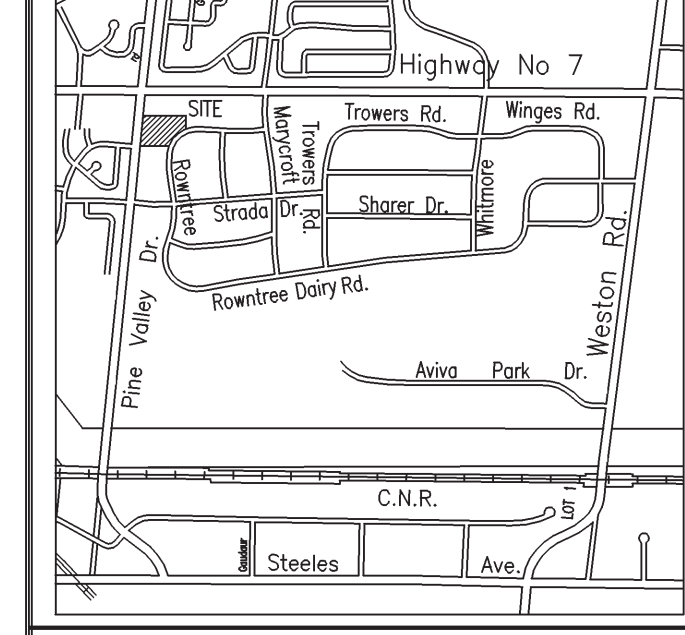 Highway No 7
SITE
Trowers Rd.
Winges Rd.
Marycroft
Trowers
Rd.
Rowntree
Whitmore
Strada Dr.
Sharer Dr.
Rowntree Dairy Rd.
Pine Valley Dr.
Weston Rd.
Aviva Park Dr.
C.N.R.
LOT 1
Gaudaur
Steeles Ave.